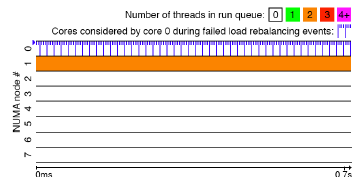 Number of threads in run queue: 0 1 2 3 4+
Cores considered by core 0 during failed load rebalancing events:
NUMA node #
0
1
2
3
4
5
6
7
0ms 0.7s